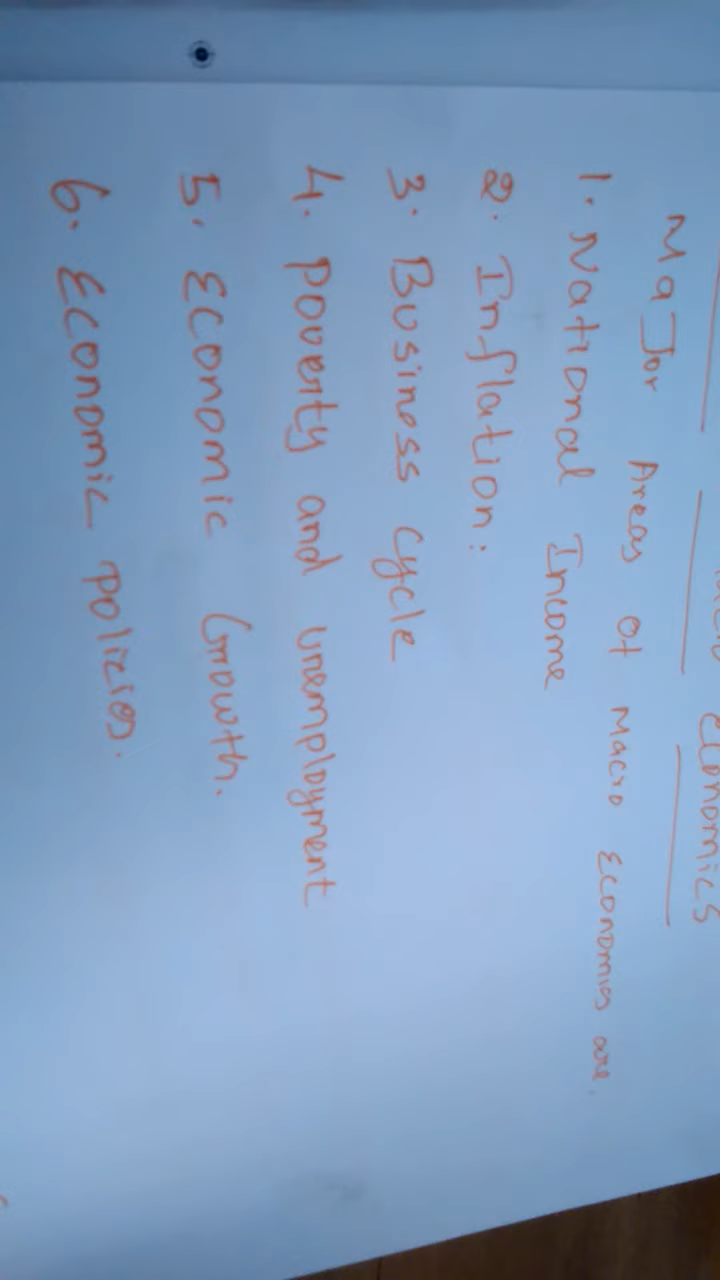 Economics
Major Areas of Macro Economics are
1. National Income
2. Inflation:
3. Business Cycle
4. Poverty and Unemployment
5. Economic Growth.
6. Economic Policies.